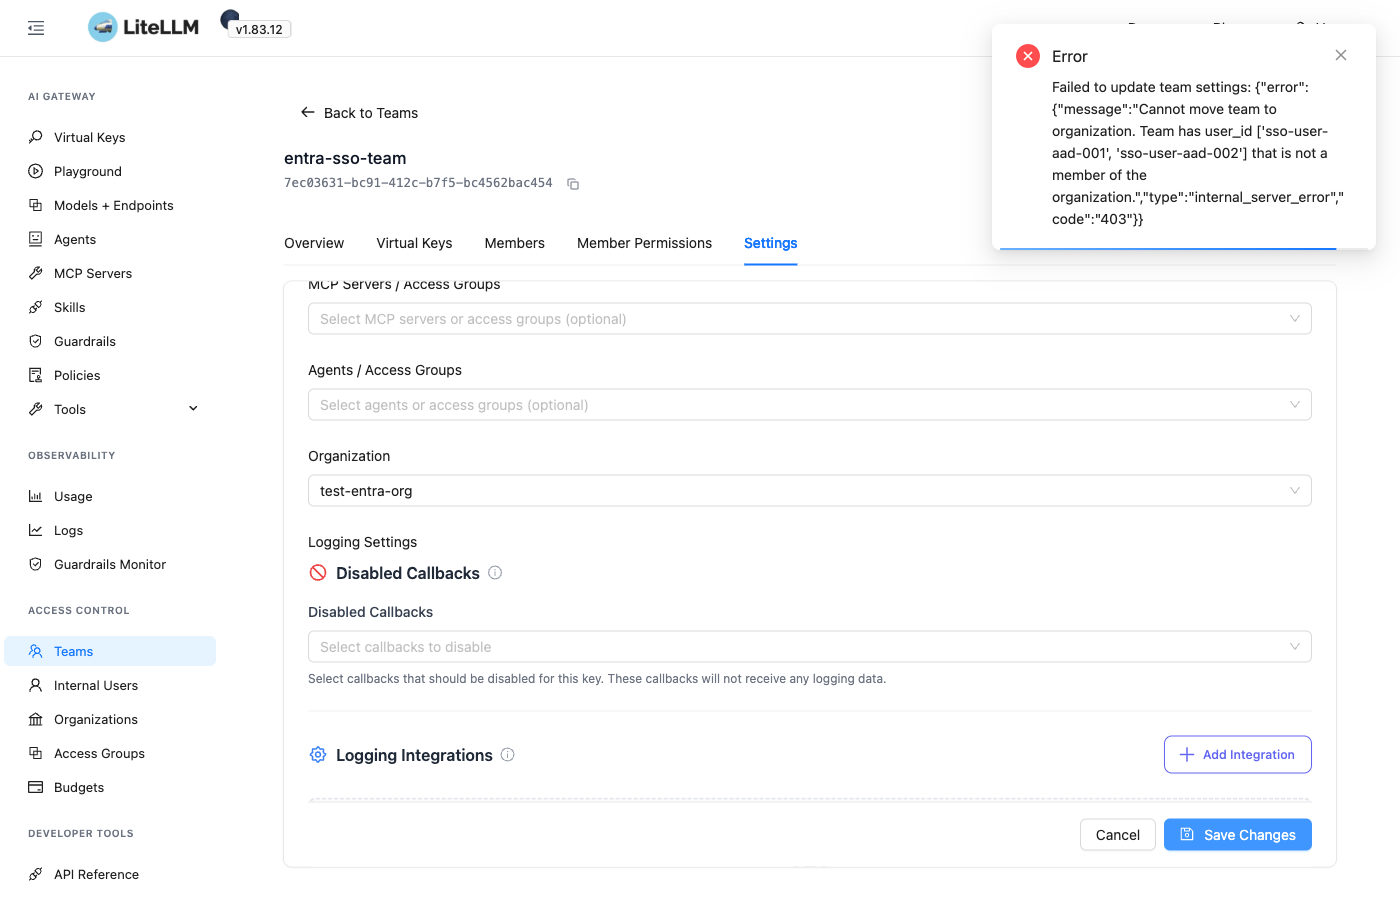 LiteLLM
v1.83.12
Error
Failed to update team settings: {"error":
{"message":"Cannot move team to
organization. Team has user_id ['sso-user-
aad-001', 'sso-user-aad-002'] that is not a
member of the
organization.","type":"internal_server_error","
code":"403"}}
AI GATEWAY
Virtual Keys
Playground
Models + Endpoints
Agents
MCP Servers
Skills
Guardrails
Policies
Tools
OBSERVABILITY
Usage
Logs
Guardrails Monitor
ACCESS CONTROL
Teams
Internal Users
Organizations
Access Groups
Budgets
DEVELOPER TOOLS
API Reference
Back to Teams
entra-sso-team
7ec03631-bc91-412c-b7f5-bc4562bac454
Overview Virtual Keys Members Member Permissions Settings
MCP Servers / Access Groups
Select MCP servers or access groups (optional)
Agents / Access Groups
Select agents or access groups (optional)
Organization
test-entra-org
Logging Settings
Disabled Callbacks
Disabled Callbacks
Select callbacks to disable
Select callbacks that should be disabled for this key. These callbacks will not receive any logging data.
Logging Integrations
Add Integration
Cancel
Save Changes